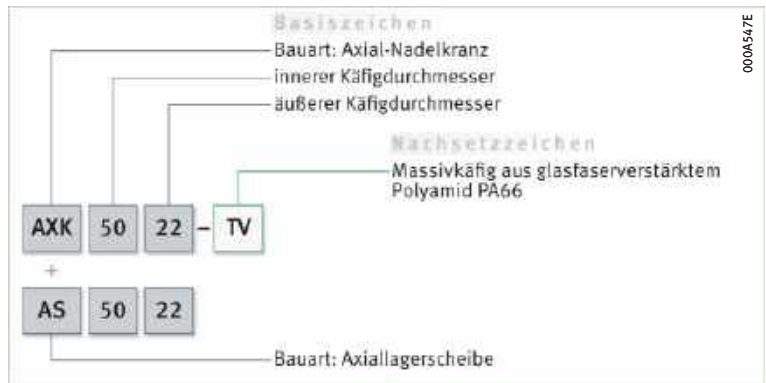 Basiszeichen
Bauart: Axial-Nadelkranz
innerer Käfigdurchmesser
äußerer Käfigdurchmesser
Nachsetzzeichen
Massivkäfig aus glasfaserverstärktem
Polyamid PA66
AXK 50 22 – TV
+
AS 50 22
Bauart: Axiallagerscheibe
000A547E